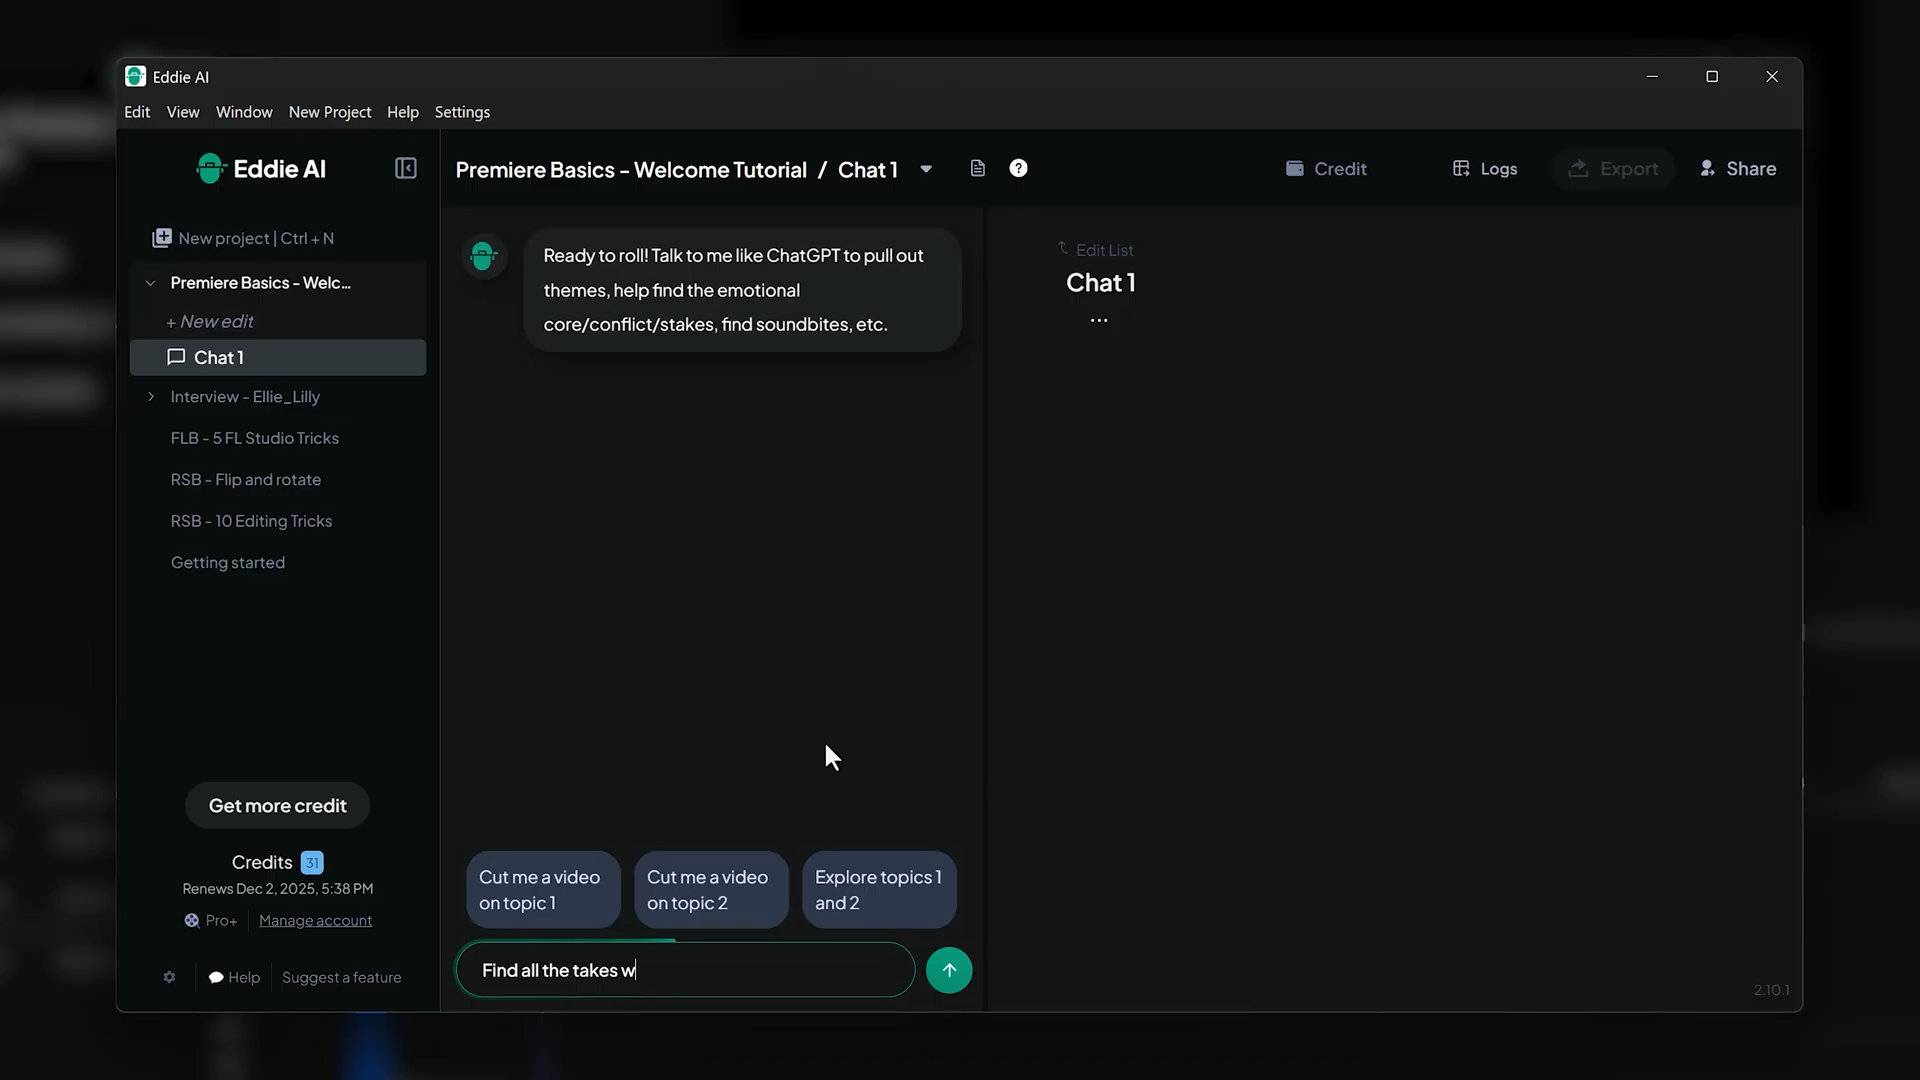 Eddie AI
Edit View Window New Project Help Settings
Eddie AI
New project | Ctrl + N
Premiere Basics - Welc...
+ New edit
Chat 1
Interview - Ellie_Lilly
FLB - 5 FL Studio Tricks
RSB - Flip and rotate
RSB - 10 Editing Tricks
Getting started
Get more credit
Credits 31
Renews Dec 2, 2025, 5:38 PM
Pro+ Manage account
Help Suggest a feature
Premiere Basics - Welcome Tutorial / Chat 1
?
Credit Logs Export Share
Ready to roll! Talk to me like ChatGPT to pull out
themes, help find the emotional
core/conflict/stakes, find soundbites, etc.
Cut me a video
on topic 1
Cut me a video
on topic 2
Explore topics 1
and 2
Find all the takes w
Edit List
Chat 1
...
2.10.1